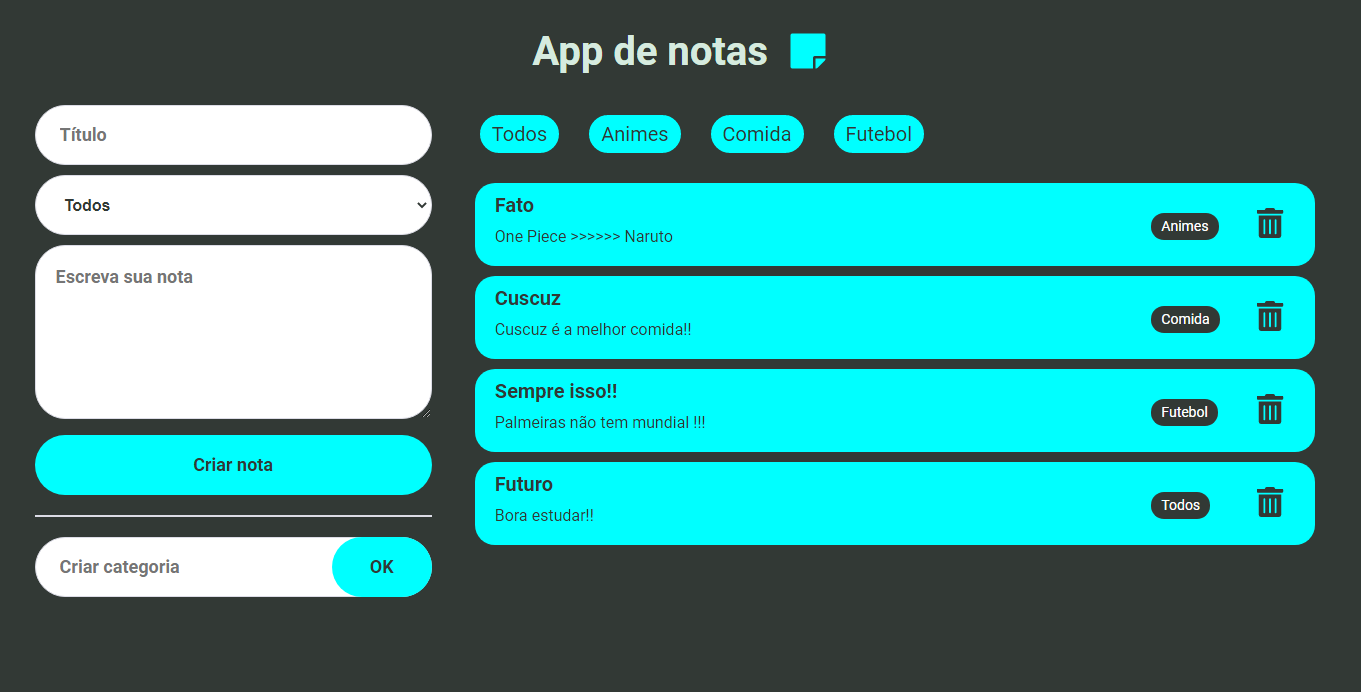 App de notas
Título
Todos
Escreva sua nota
Criar nota
Criar categoria
OK
Todos
Animes
Comida
Futebol
Fato
One Piece >>>>>> Naruto
Animes
Cuscuz
Cuscuz é a melhor comida!!
Comida
Sempre isso!!
Palmeiras não tem mundial !!!
Futebol
Futuro
Bora estudar!!
Todos